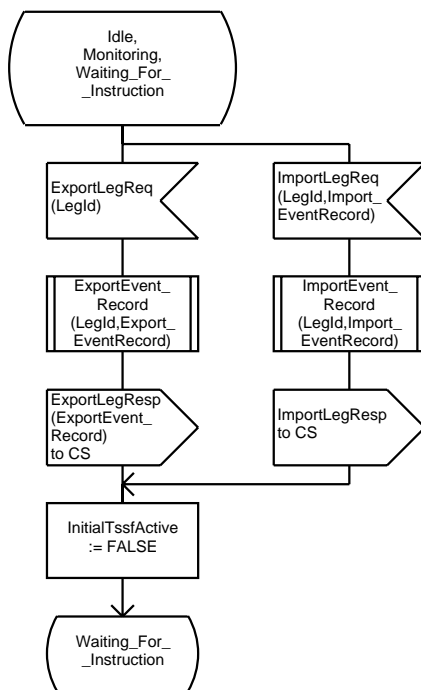 Idle,
Monitoring,
Waiting_For_
_Instruction
ExportLegReq
(LegId)
ImportLegReq
(LegId,Import_
EventRecord)
ExportEvent_
Record
(LegId,Export_
EventRecord)
ImportEvent_
Record
(LegId,Import_
EventRecord)
ExportLegResp
(ExportEvent_
Record)
to CS
ImportLegResp
to CS
InitialTssfActive
:= FALSE
Waiting_For_
_Instruction